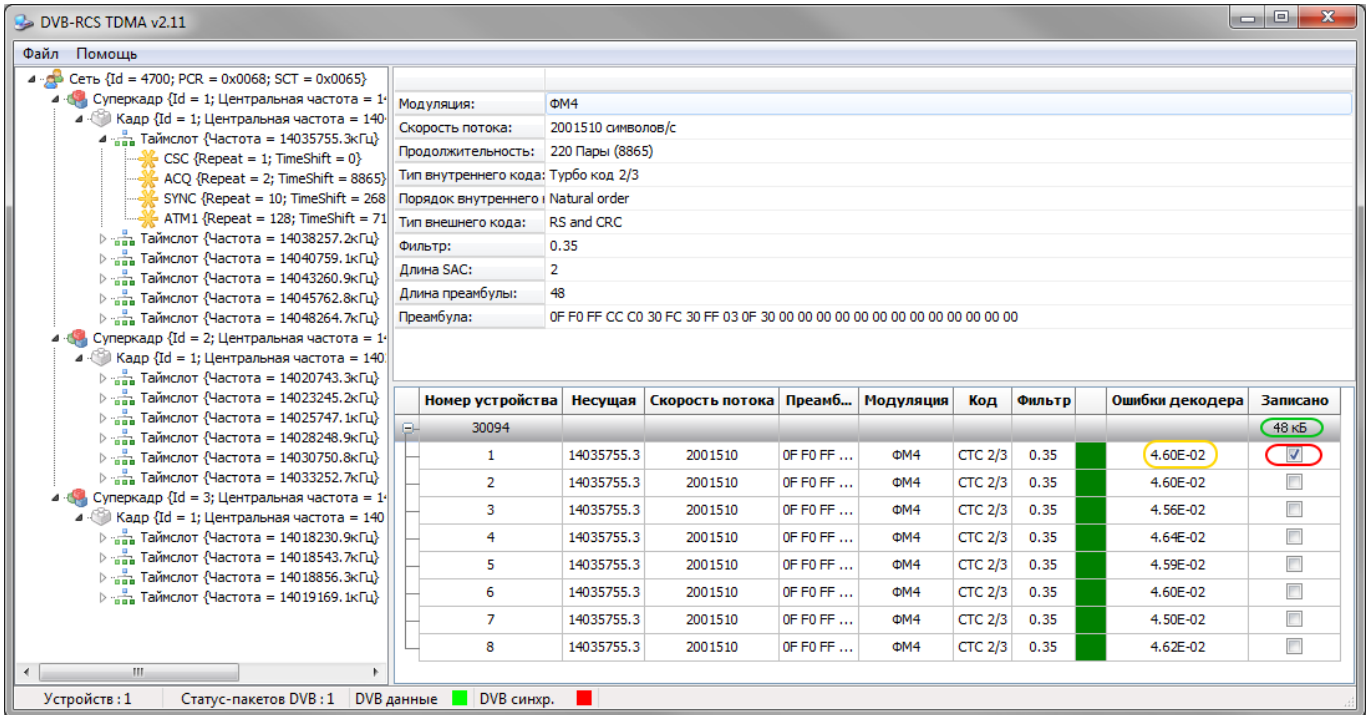 DVB-RCS TDMA v2.11
Файл Помощь
Сеть {Id = 4700; PCR = 0x0068; SCT = 0x0065}
Суперкадр {Id = 1; Центральная частота = 14
Кадр {Id = 1; Центральная частота = 140
Таймслот {Частота = 14035755.3кГц}
CSC {Repeat = 1; TimeShift = 0}
ACQ {Repeat = 2; TimeShift = 8865}
SYNC {Repeat = 10; TimeShift = 268
ATM1 {Repeat = 128; TimeShift = 71
Таймслот {Частота = 14038257.2кГц}
Таймслот {Частота = 14040759.1кГц}
Таймслот {Частота = 14043260.9кГц}
Таймслот {Частота = 14045762.8кГц}
Таймслот {Частота = 14048264.7кГц}
Суперкадр {Id = 2; Центральная частота = 14
Кадр {Id = 1; Центральная частота = 140
Таймслот {Частота = 14020743.3кГц}
Таймслот {Частота = 14023245.2кГц}
Таймслот {Частота = 14025747.1кГц}
Таймслот {Частота = 14028248.9кГц}
Таймслот {Частота = 14030750.8кГц}
Таймслот {Частота = 14033252.7кГц}
Суперкадр {Id = 3; Центральная частота = 14
Кадр {Id = 1; Центральная частота = 140
Таймслот {Частота = 14018230.9кГц}
Таймслот {Частота = 14018543.7кГц}
Таймслот {Частота = 14018856.3кГц}
Таймслот {Частота = 14019169.1кГц}
Модуляция: ФМ4
Скорость потока: 2001510 символов/с
Продолжительность: 220 Пары (8865)
Тип внутреннего кода: Турбо код 2/3
Порядок внутреннего Natural order
Тип внешнего кода: RS and CRC
Фильтр: 0.35
Длина SAC: 2
Длина преамбулы: 48
Преамбула: 0F F0 FF CC C0 30 FC 30 FF 03 0F 30 00 00 00 00 00 00 00 00 00 00 00 00
Номер устройства Несущая Скорость потока Преамб... Модуляция Код Фильтр Ошибки декодера Записано
30094 48 кБ
1 14035755.3 2001510 0F F0 FF ... ФМ4 CTC 2/3 0.35 4.60E-02
2 14035755.3 2001510 0F F0 FF ... ФМ4 CTC 2/3 0.35 4.60E-02
3 14035755.3 2001510 0F F0 FF ... ФМ4 CTC 2/3 0.35 4.56E-02
4 14035755.3 2001510 0F F0 FF ... ФМ4 CTC 2/3 0.35 4.64E-02
5 14035755.3 2001510 0F F0 FF ... ФМ4 CTC 2/3 0.35 4.59E-02
6 14035755.3 2001510 0F F0 FF ... ФМ4 CTC 2/3 0.35 4.60E-02
7 14035755.3 2001510 0F F0 FF ... ФМ4 CTC 2/3 0.35 4.50E-02
8 14035755.3 2001510 0F F0 FF ... ФМ4 CTC 2/3 0.35 4.62E-02
Устройств : 1 Статус-пакетов DVB : 1 DVB данные DVB синхр.